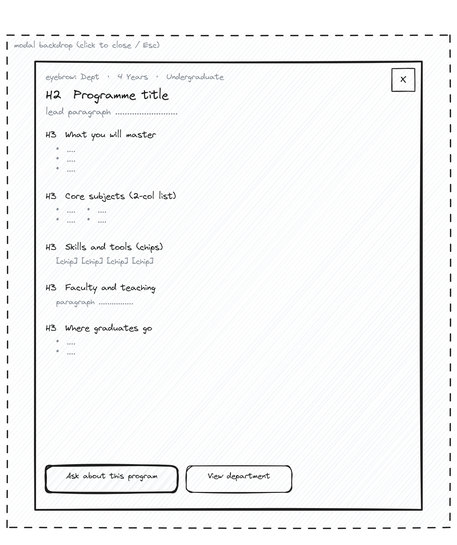 modal backdrop (click to close / Esc)
eyebrow: Dept · 4 Years · Undergraduate
X
H2 Programme title
lead paragraph ..........................
H3 What you will master
* ....
* ....
* ....
H3 Core subjects (2-col list)
* .... * ....
* .... * ....
H3 Skills and tools (chips)
[chip] [chip] [chip] [chip]
H3 Faculty and teaching
paragraph ...............
H3 Where graduates go
* ....
* ....
Ask about this program
View department